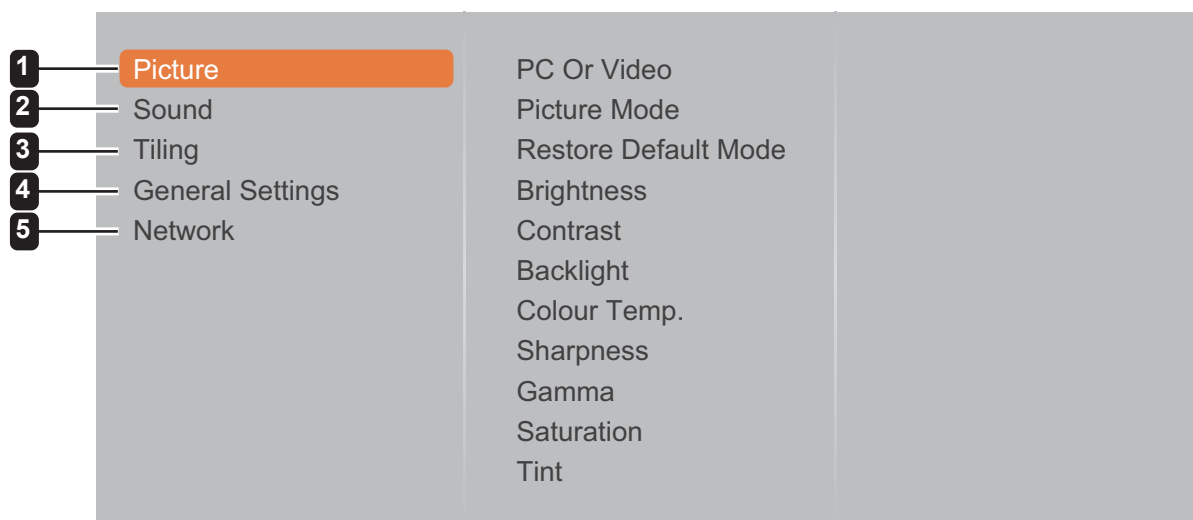 1 Picture
2 Sound
3 Tiling
4 General Settings
5 Network
PC Or Video
Picture Mode
Restore Default Mode
Brightness
Contrast
Backlight
Colour Temp.
Sharpness
Gamma
Saturation
Tint